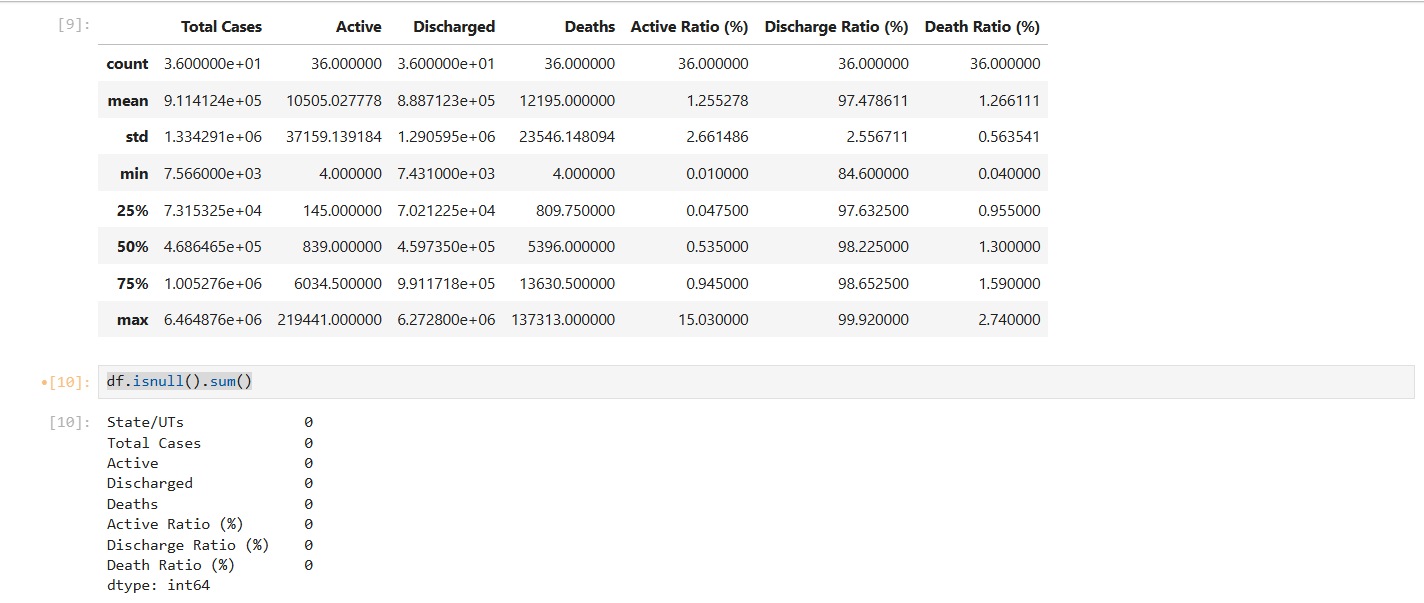 [9]:
Total Cases Active Discharged Deaths Active Ratio (%) Discharge Ratio (%) Death Ratio (%)
count 3.600000e+01 36.000000 3.600000e+01 36.000000 36.000000 36.000000 36.000000
mean 9.114124e+05 10505.027778 8.887123e+05 12195.000000 1.255278 97.478611 1.266111
std 1.334291e+06 37159.139184 1.290595e+06 23546.148094 2.661486 2.556711 0.563541
min 7.566000e+03 4.000000 7.431000e+03 4.000000 0.010000 84.600000 0.040000
25% 7.315325e+04 145.000000 7.021225e+04 809.750000 0.047500 97.632500 0.955000
50% 4.686465e+05 839.000000 4.597350e+05 5396.000000 0.535000 98.225000 1.300000
75% 1.005276e+06 6034.500000 9.911718e+05 13630.500000 0.945000 98.652500 1.590000
max 6.464876e+06 219441.000000 6.272800e+06 137313.000000 15.030000 99.920000 2.740000
•[10]: df.isnull().sum()
[10]: State/UTs 0
Total Cases 0
Active 0
Discharged 0
Deaths 0
Active Ratio (%) 0
Discharge Ratio (%) 0
Death Ratio (%) 0
dtype: int64